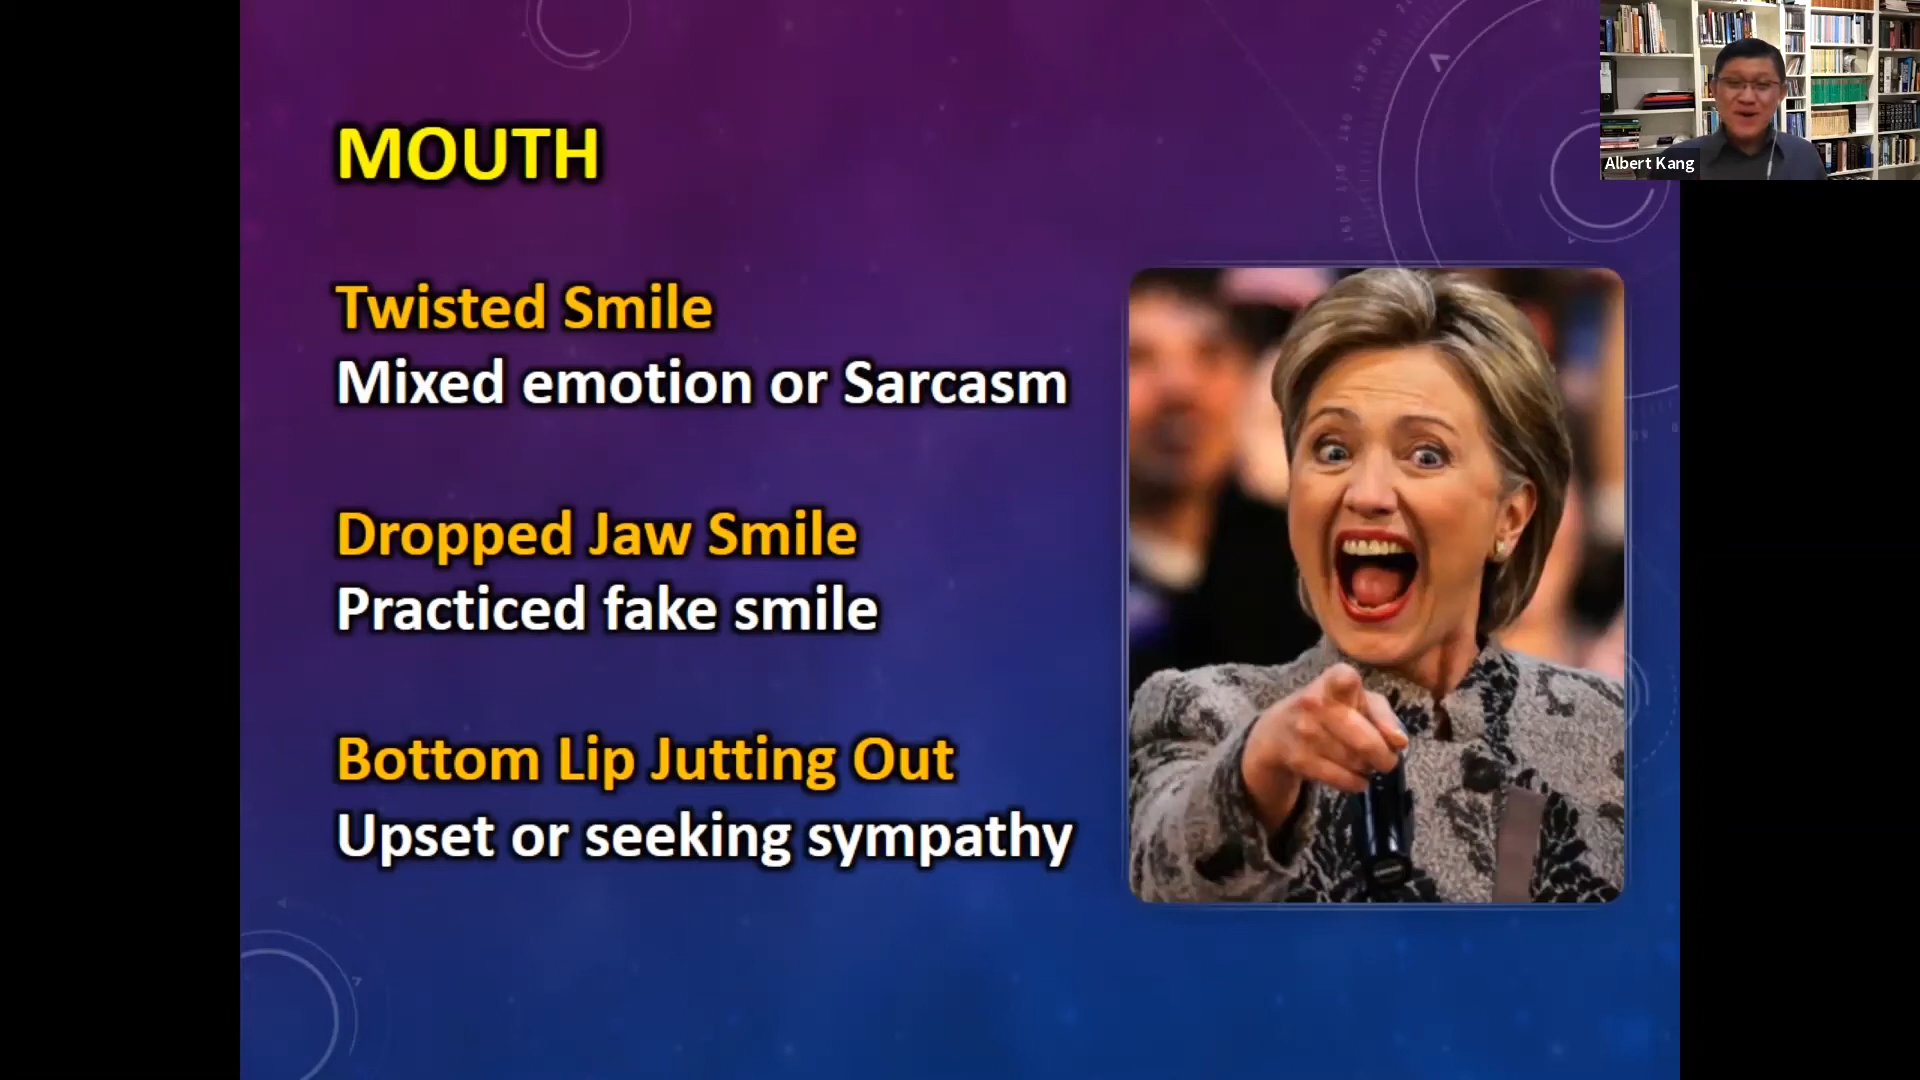 MOUTH
Twisted Smile
Mixed emotion or Sarcasm
Dropped Jaw Smile
Practiced fake smile
Bottom Lip Jutting Out
Upset or seeking sympathy
Albert Kang